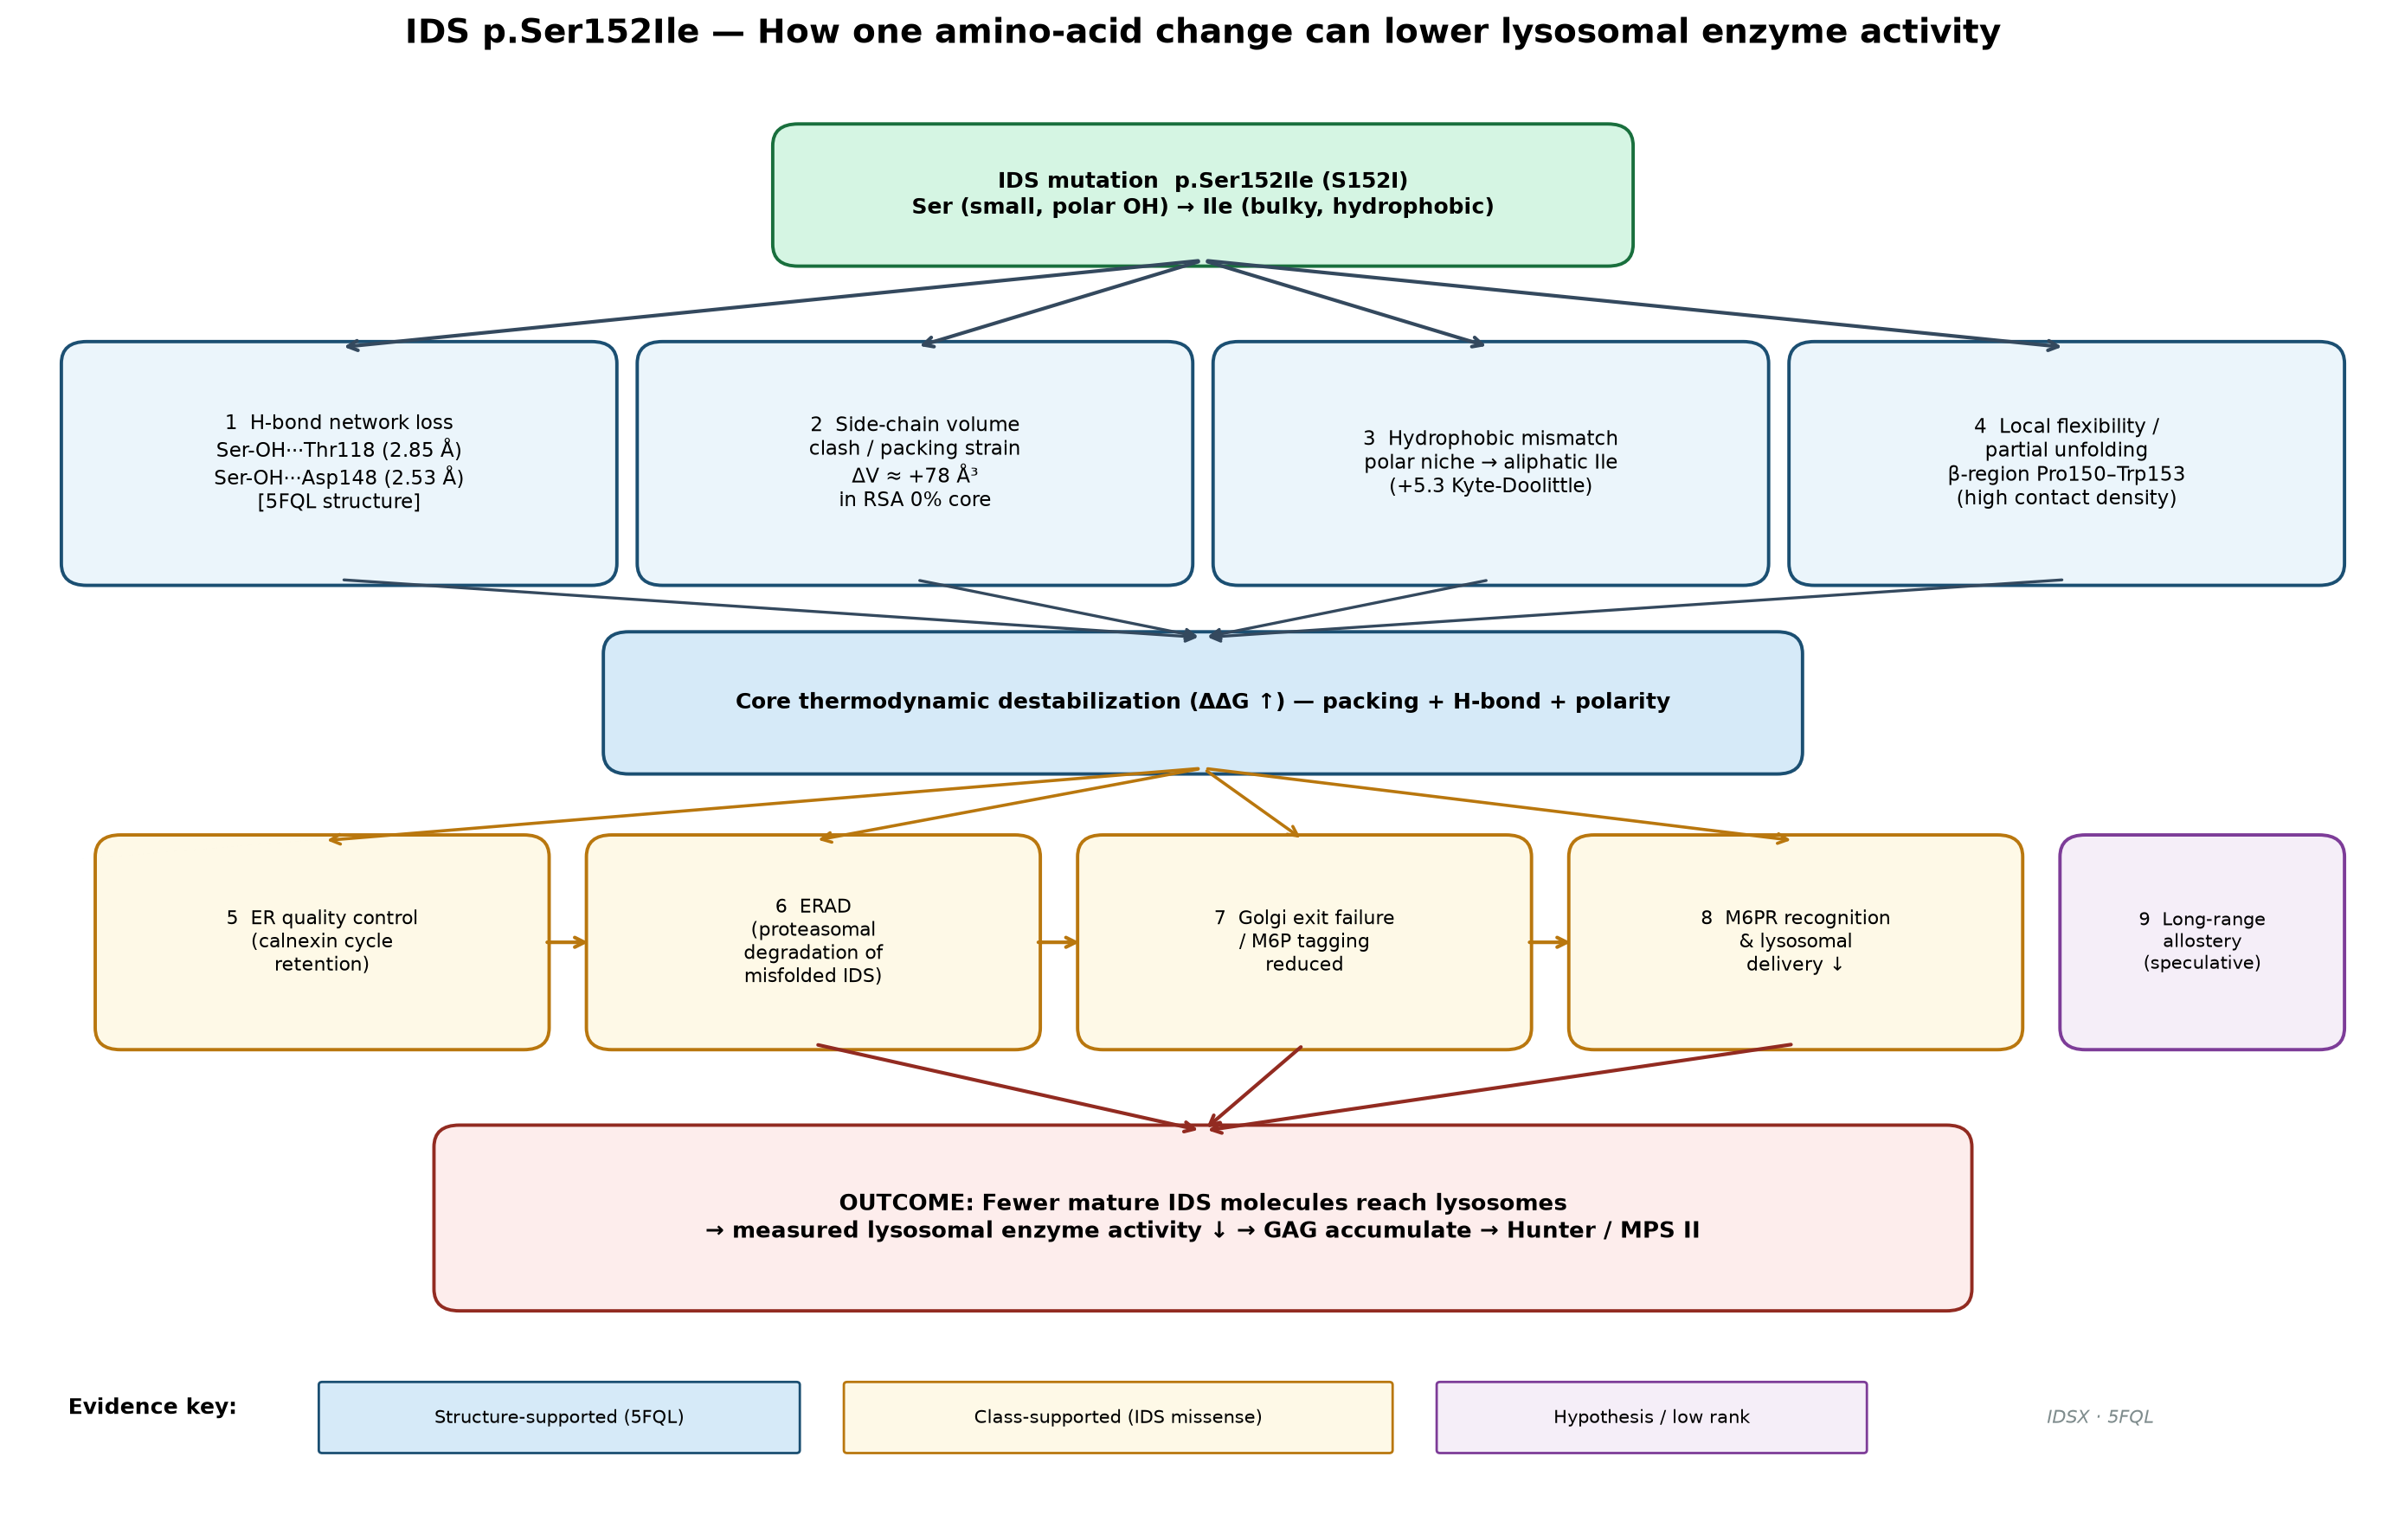 IDS p.Ser152Ile — How one amino-acid change can lower lysosomal enzyme activity
IDS mutation  p.Ser152Ile (S152I)
Ser (small, polar OH) → Ile (bulky, hydrophobic)
1  H-bond network loss
Ser-OH···Thr118 (2.85 Å)
Ser-OH···Asp148 (2.53 Å)
[5FQL structure]
2  Side-chain volume
clash / packing strain
ΔV ≈ +78 Å³
in RSA 0% core
3  Hydrophobic mismatch
polar niche → aliphatic Ile
(+5.3 Kyte-Doolittle)
4  Local flexibility /
partial unfolding
β-region Pro150–Trp153
(high contact density)
Core thermodynamic destabilization (ΔΔG ↑) — packing + H-bond + polarity
5  ER quality control
(calnexin cycle
retention)
6  ERAD
(proteasomal
degradation of
misfolded IDS)
7  Golgi exit failure
/ M6P tagging
reduced
8  M6PR recognition
& lysosomal
delivery ↓
9  Long-range
allostery
(speculative)
OUTCOME: Fewer mature IDS molecules reach lysosomes
→ measured lysosomal enzyme activity ↓ → GAG accumulate → Hunter / MPS II
Evidence key:
Structure-supported (5FQL)
Class-supported (IDS missense)
Hypothesis / low rank
IDSX · 5FQL